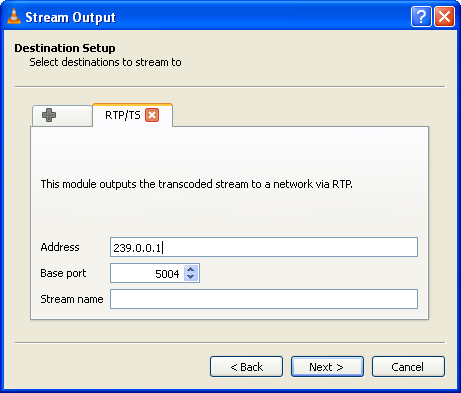 Stream Output
Destination Setup
Select destinations to stream to
RTP/TS
This module outputs the transcoded stream to a network via RTP.
Address 239.0.0.1
Base port 5004
Stream name
< Back Next > Cancel